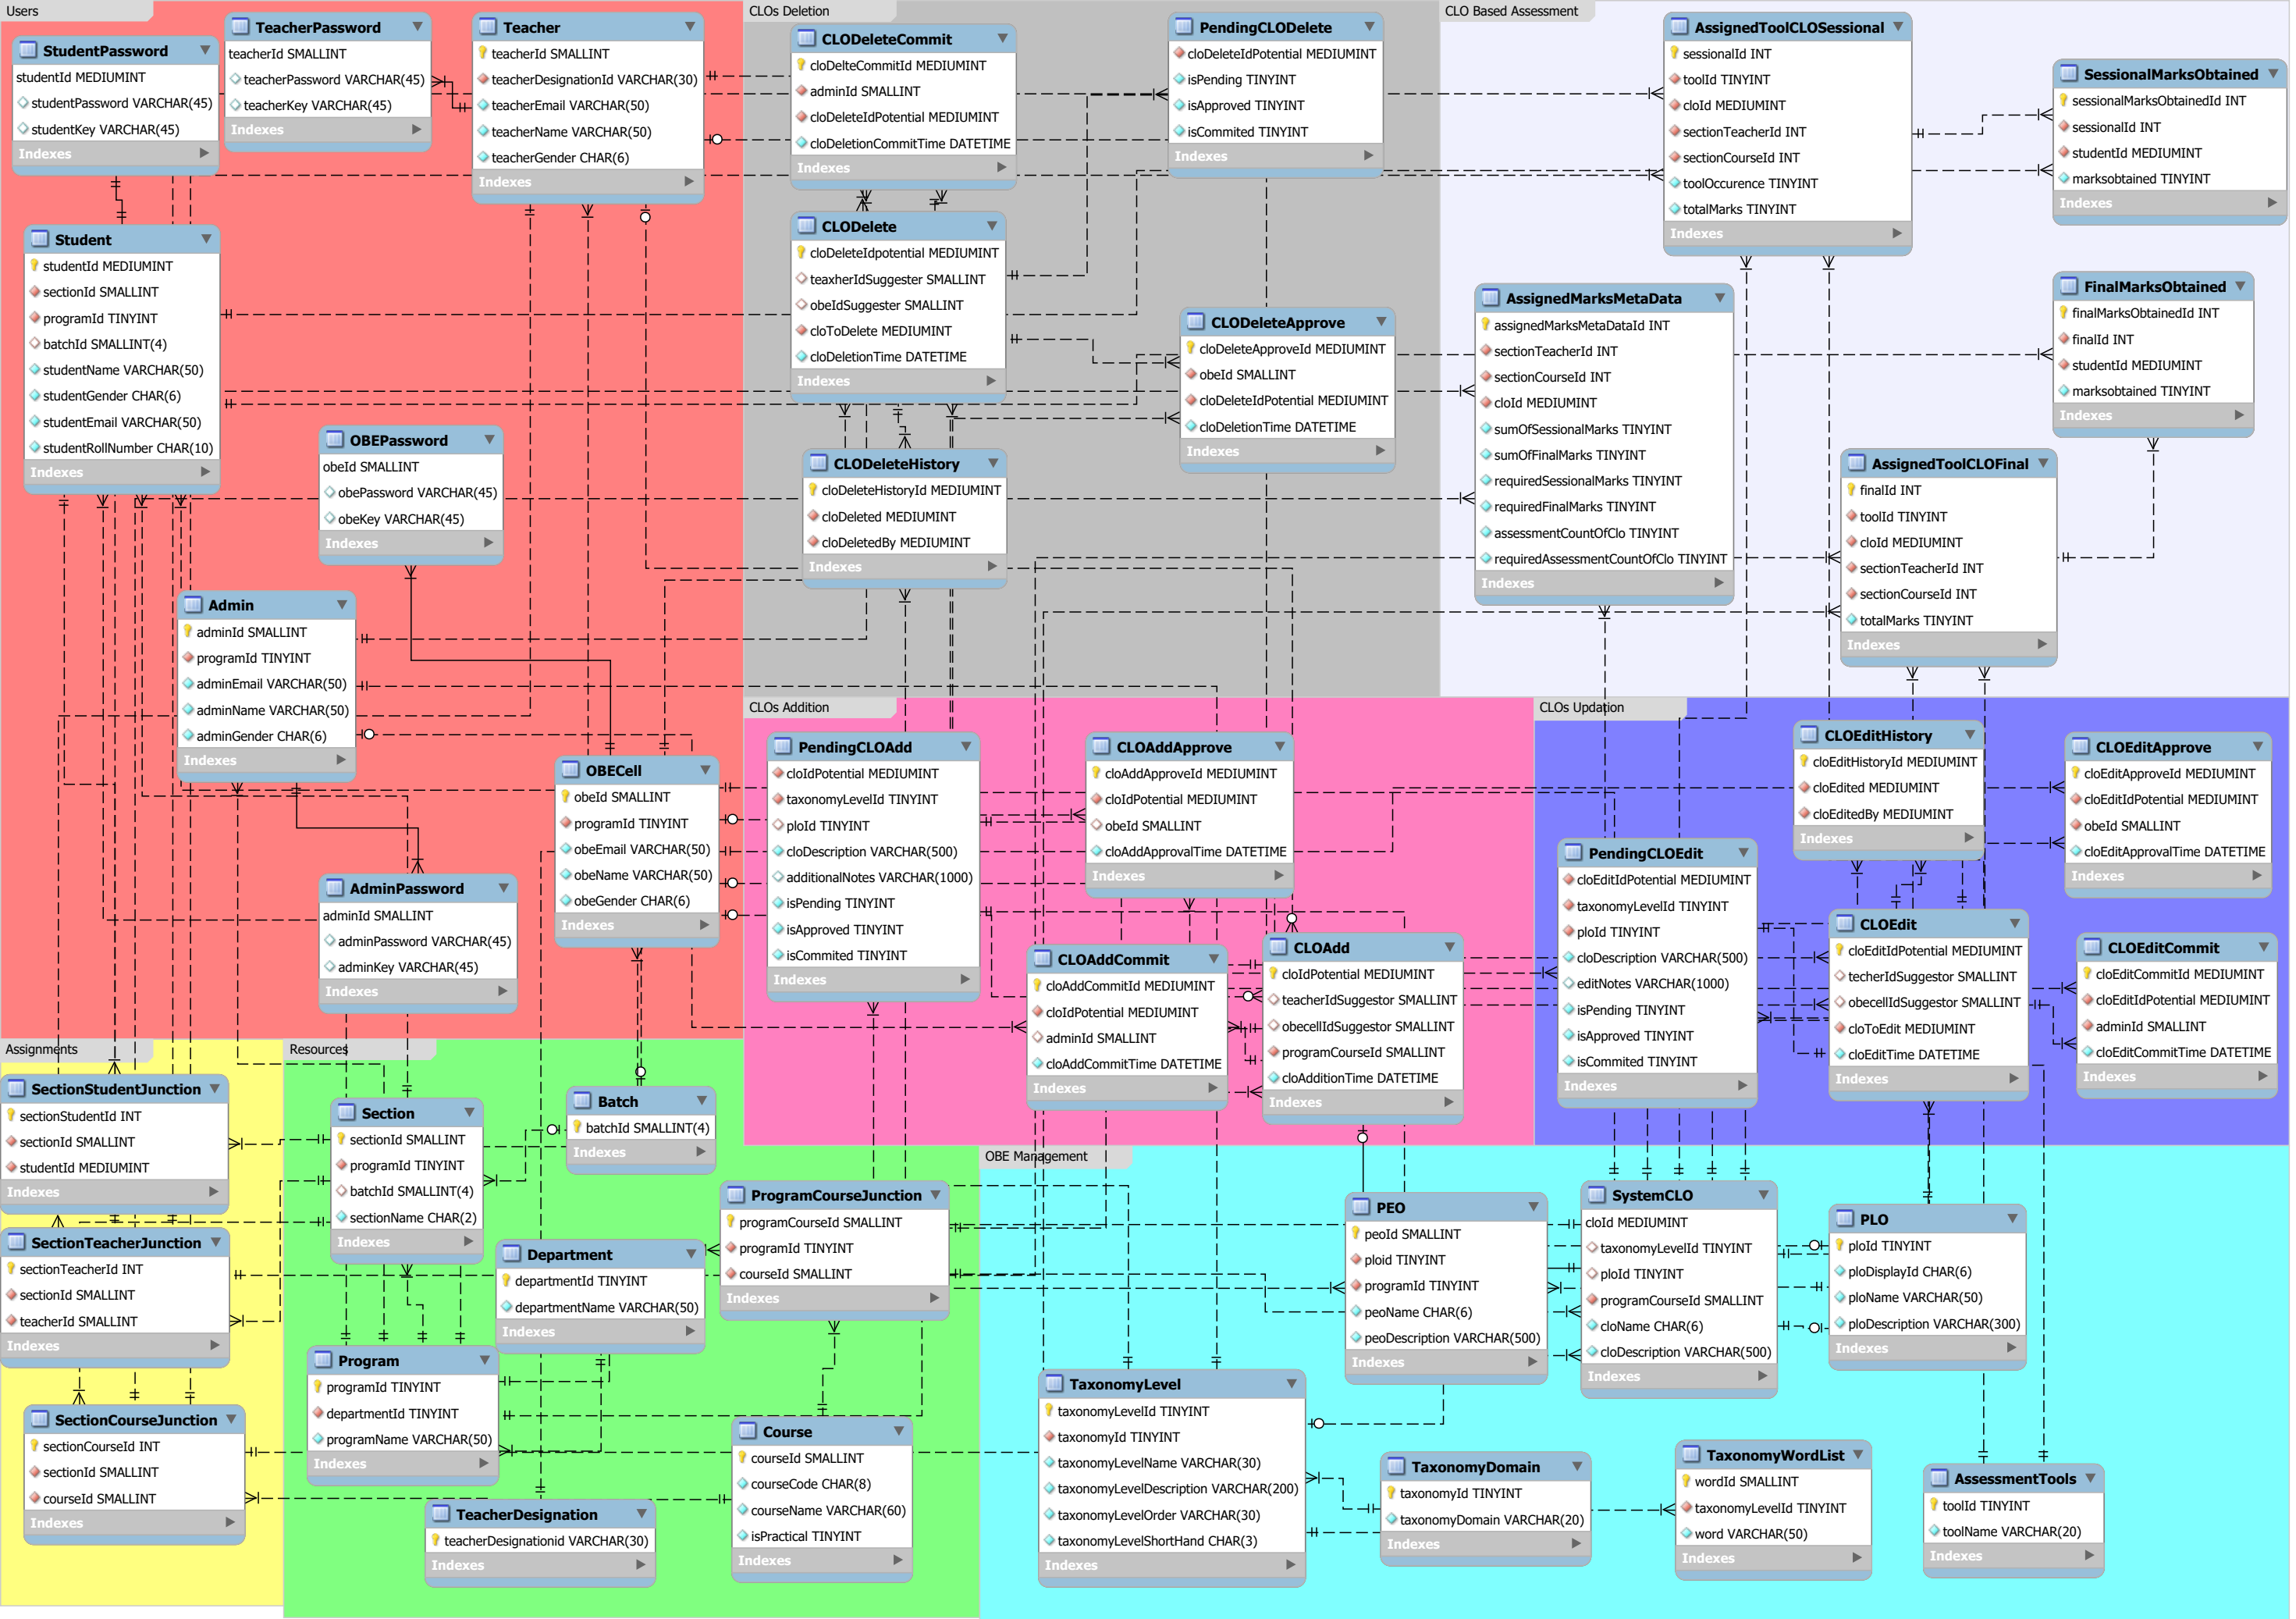 Users
StudentPassword
studentId MEDIUMINT
studentPassword VARCHAR(45)
studentKey VARCHAR(45)
Indexes
TeacherPassword
teacherId SMALLINT
teacherPassword VARCHAR(45)
teacherKey VARCHAR(45)
Indexes
Teacher
teacherId SMALLINT
teacherDesignationId VARCHAR(30)
teacherEmail VARCHAR(50)
teacherName VARCHAR(50)
teacherGender CHAR(6)
Indexes
Student
studentId MEDIUMINT
sectionId SMALLINT
programId TINYINT
batchId SMALLINT(4)
studentName VARCHAR(50)
studentGender CHAR(6)
studentEmail VARCHAR(50)
studentRollNumber CHAR(10)
Indexes
OBEPassword
obeId SMALLINT
obePassword VARCHAR(45)
obeKey VARCHAR(45)
Indexes
Admin
adminId SMALLINT
programId TINYINT
adminEmail VARCHAR(50)
adminName VARCHAR(50)
adminGender CHAR(6)
Indexes
OBECell
obeId SMALLINT
programId TINYINT
obeEmail VARCHAR(50)
obeName VARCHAR(50)
obeGender CHAR(6)
Indexes
AdminPassword
adminId SMALLINT
adminPassword VARCHAR(45)
adminKey VARCHAR(45)
Indexes
CLOs Deletion
CLODeleteCommit
cloDelteCommitId MEDIUMINT
adminId SMALLINT
cloDeleteIdPotential MEDIUMINT
cloDeletionCommitTime DATETIME
Indexes
PendingCLODelete
cloDeleteIdPotential MEDIUMINT
isPending TINYINT
isApproved TINYINT
isCommited TINYINT
Indexes
CLODelete
cloDeleteIdpotential MEDIUMINT
teaxherIdSuggester SMALLINT
obeIdSuggester SMALLINT
cloToDelete MEDIUMINT
cloDeletionTime DATETIME
Indexes
CLODeleteApprove
cloDeleteApproveId MEDIUMINT
obeId SMALLINT
cloDeleteIdPotential MEDIUMINT
cloDeletionTime DATETIME
Indexes
CLODeleteHistory
cloDeleteHistoryId MEDIUMINT
cloDeleted MEDIUMINT
cloDeletedBy MEDIUMINT
Indexes
CLO Based Assessment
AssignedToolCLOSessional
sessionalId INT
toolId TINYINT
cloId MEDIUMINT
sectionTeacherId INT
sectionCourseId INT
toolOccurence TINYINT
totalMarks TINYINT
Indexes
SessionalMarksObtained
sessionalMarksObtainedId INT
sessionalId INT
studentId MEDIUMINT
marksobtained TINYINT
Indexes
AssignedMarksMetaData
assignedMarksMetaDataId INT
sectionTeacherId INT
sectionCourseId INT
cloId MEDIUMINT
sumOfSessionalMarks TINYINT
sumOfFinalMarks TINYINT
requiredSessionalMarks TINYINT
requiredFinalMarks TINYINT
assessmentCountOfClo TINYINT
requiredAssessmentCountOfClo TINYINT
Indexes
FinalMarksObtained
finalMarksObtainedId INT
finalId INT
studentId MEDIUMINT
marksobtained TINYINT
Indexes
AssignedToolCLOFinal
finalId INT
toolId TINYINT
cloId MEDIUMINT
sectionTeacherId INT
sectionCourseId INT
totalMarks TINYINT
Indexes
CLOs Addition
PendingCLOAdd
cloIdPotential MEDIUMINT
taxonomyLevelId TINYINT
ploId TINYINT
cloDescription VARCHAR(500)
additionalNotes VARCHAR(1000)
isPending TINYINT
isApproved TINYINT
isCommited TINYINT
Indexes
CLOAddApprove
cloAddApproveId MEDIUMINT
cloIdPotential MEDIUMINT
obeId SMALLINT
cloAddApprovalTime DATETIME
Indexes
CLOAddCommit
cloAddCommitId MEDIUMINT
cloIdPotential MEDIUMINT
adminId SMALLINT
cloAddCommitTime DATETIME
Indexes
CLOAdd
cloIdPotential MEDIUMINT
teacherIdSuggestor SMALLINT
obecellIdSuggestor SMALLINT
programCourseId SMALLINT
cloAdditionTime DATETIME
Indexes
CLOs Updation
CLOEditHistory
cloEditHistoryId MEDIUMINT
cloEdited MEDIUMINT
cloEditedBy MEDIUMINT
Indexes
CLOEditApprove
cloEditApproveId MEDIUMINT
cloEditIdPotential MEDIUMINT
obeId SMALLINT
cloEditApprovalTime DATETIME
Indexes
PendingCLOEdit
cloEditIdPotential MEDIUMINT
taxonomyLevelId TINYINT
ploId TINYINT
cloDescription VARCHAR(500)
editNotes VARCHAR(1000)
isPending TINYINT
isApproved TINYINT
isCommited TINYINT
Indexes
CLOEdit
cloEditIdPotential MEDIUMINT
techerIdSuggestor SMALLINT
obecellIdSuggestor SMALLINT
cloToEdit MEDIUMINT
cloEditTime DATETIME
Indexes
CLOEditCommit
cloEditCommitId MEDIUMINT
cloEditIdPotential MEDIUMINT
adminId SMALLINT
cloEditCommitTime DATETIME
Indexes
Assignments
SectionStudentJunction
sectionStudentId INT
sectionId SMALLINT
studentId MEDIUMINT
Indexes
SectionTeacherJunction
sectionTeacherId INT
sectionId SMALLINT
teacherId SMALLINT
Indexes
SectionCourseJunction
sectionCourseId INT
sectionId SMALLINT
courseId SMALLINT
Indexes
Resources
Section
sectionId SMALLINT
programId TINYINT
batchId SMALLINT(4)
sectionName CHAR(2)
Indexes
Batch
batchId SMALLINT(4)
Indexes
ProgramCourseJunction
programCourseId SMALLINT
programId TINYINT
courseId SMALLINT
Indexes
Department
departmentId TINYINT
departmentName VARCHAR(50)
Indexes
Program
programId TINYINT
departmentId TINYINT
programName VARCHAR(50)
Indexes
Course
courseId SMALLINT
courseCode CHAR(8)
courseName VARCHAR(60)
isPractical TINYINT
Indexes
TeacherDesignation
teacherDesignationid VARCHAR(30)
Indexes
OBE Management
PEO
peoId SMALLINT
ploid TINYINT
programId TINYINT
peoName CHAR(6)
peoDescription VARCHAR(500)
Indexes
SystemCLO
cloId MEDIUMINT
taxonomyLevelId TINYINT
ploId TINYINT
programCourseId SMALLINT
cloName CHAR(6)
cloDescription VARCHAR(500)
Indexes
PLO
ploId TINYINT
ploDisplayId CHAR(6)
ploName VARCHAR(50)
ploDescription VARCHAR(300)
Indexes
TaxonomyLevel
taxonomyLevelId TINYINT
taxonomyId TINYINT
taxonomyLevelName VARCHAR(30)
taxonomyLevelDescription VARCHAR(200)
taxonomyLevelOrder VARCHAR(30)
taxonomyLevelShortHand CHAR(3)
Indexes
TaxonomyDomain
taxonomyId TINYINT
taxonomyDomain VARCHAR(20)
Indexes
TaxonomyWordList
wordId SMALLINT
taxonomyLevelId TINYINT
word VARCHAR(50)
Indexes
AssessmentTools
toolId TINYINT
toolName VARCHAR(20)
Indexes